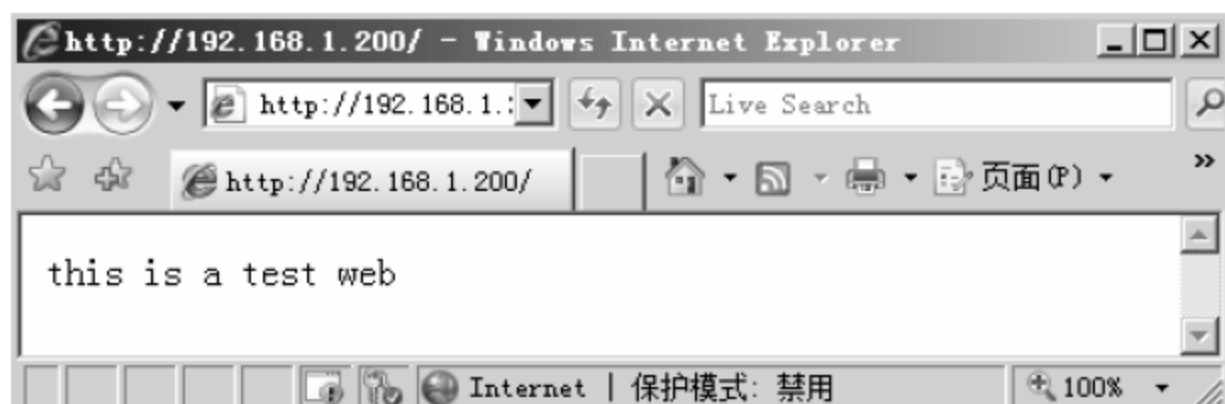 http://192.168.1.200/ - Windows Internet Explorer
http://192.168.1.:
Live Search
http://192.168.1.200/
页面(P)
»
this is a test web
Internet | 保护模式: 禁用
100%